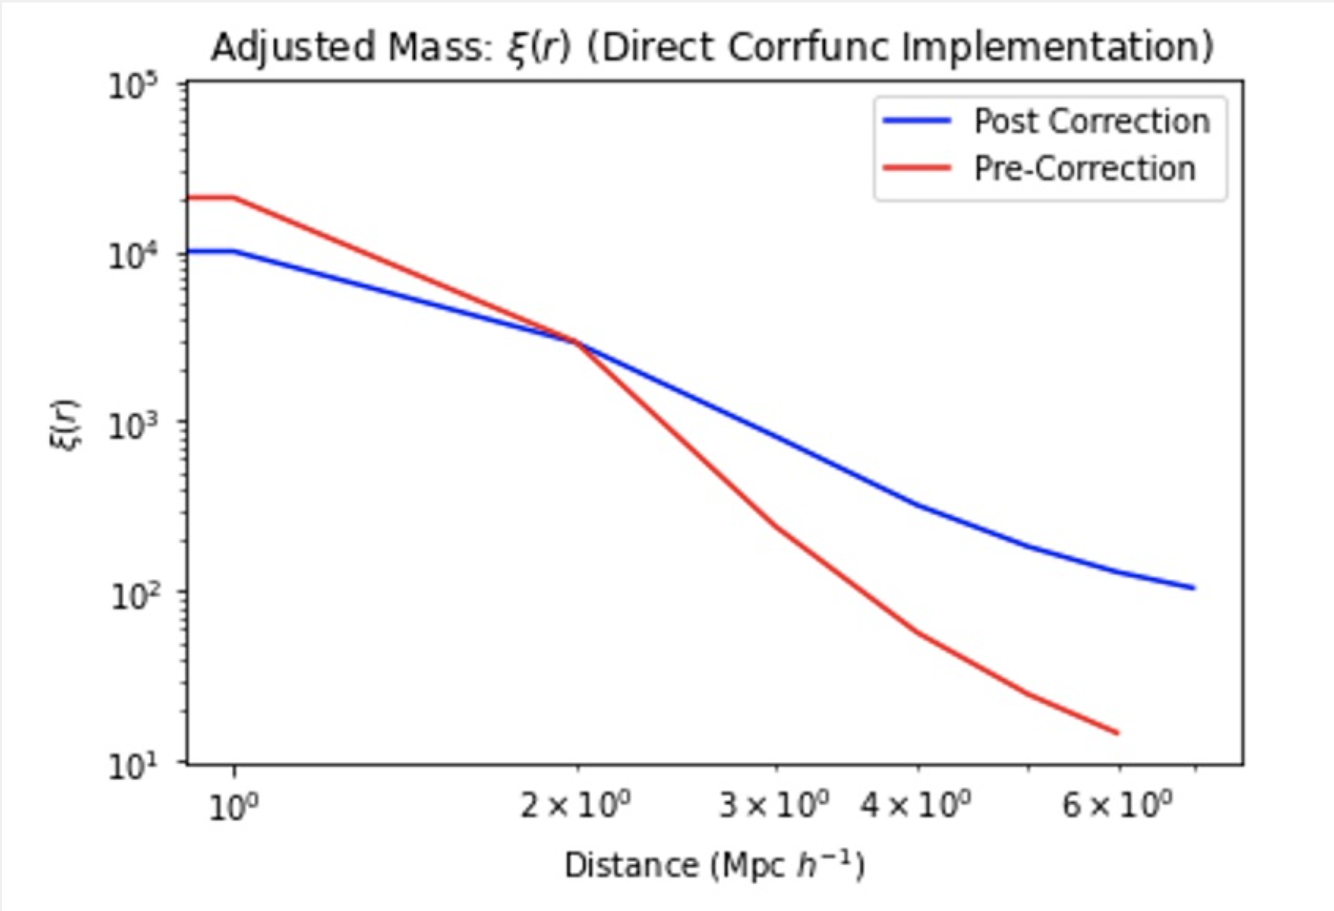 Adjusted Mass: ξ(r) (Direct Corrfunc Implementation)
10⁵
Post Correction
Pre-Correction
10⁴
10³
ξ(r)
10²
10¹
10⁰ 2 × 10⁰ 3 × 10⁰ 4 × 10⁰ 6 × 10⁰
Distance (Mpc h⁻¹)